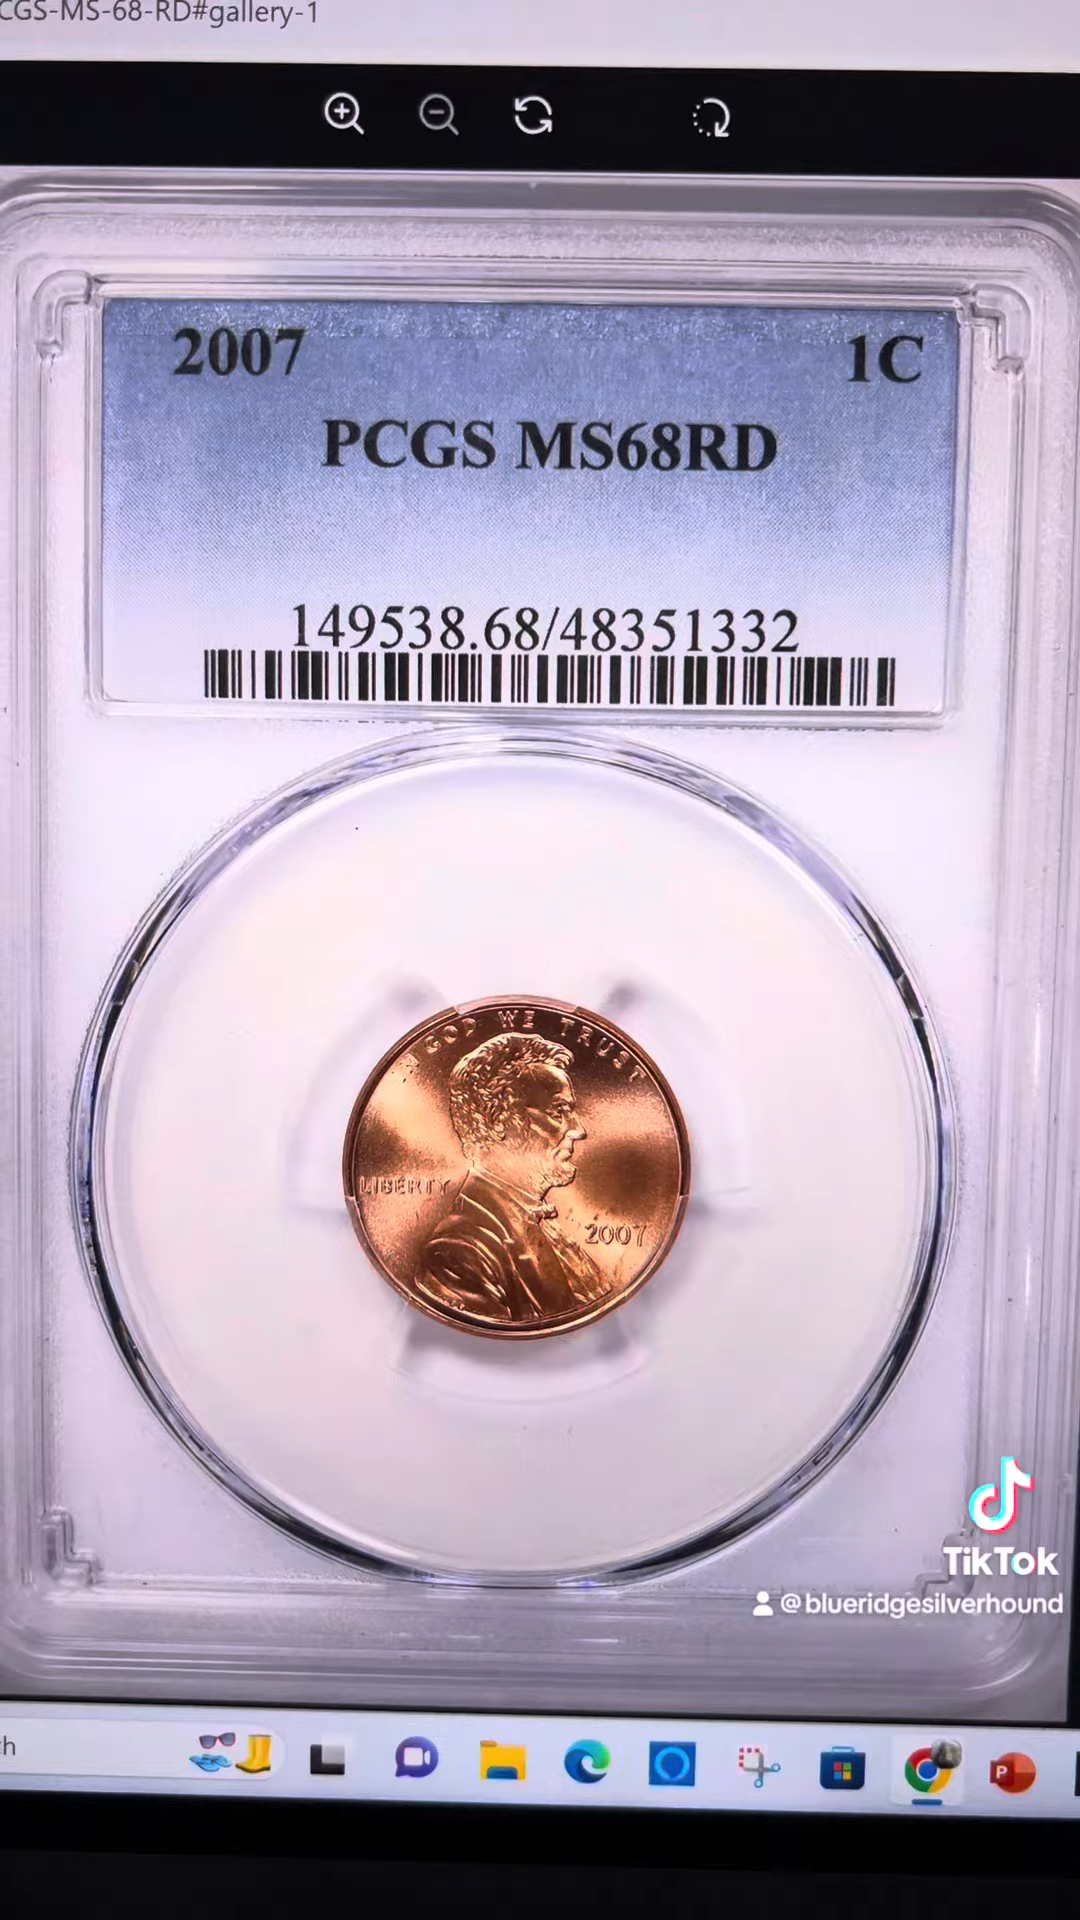 CGS-MS-68-RD#gallery-1
2007 1C
PCGS MS68RD
149538.68/48351332
GOD WE TRUST
LIBERTY
2007
TikTok
@blueridgesilverhound
P